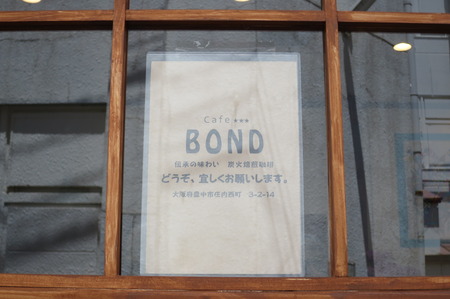 Cafe ***
BOND
伝承の味わい 炭火焙煎珈琲
どうぞ、宜しくお願いします。
大阪府豊中市庄内西町 3-2-14